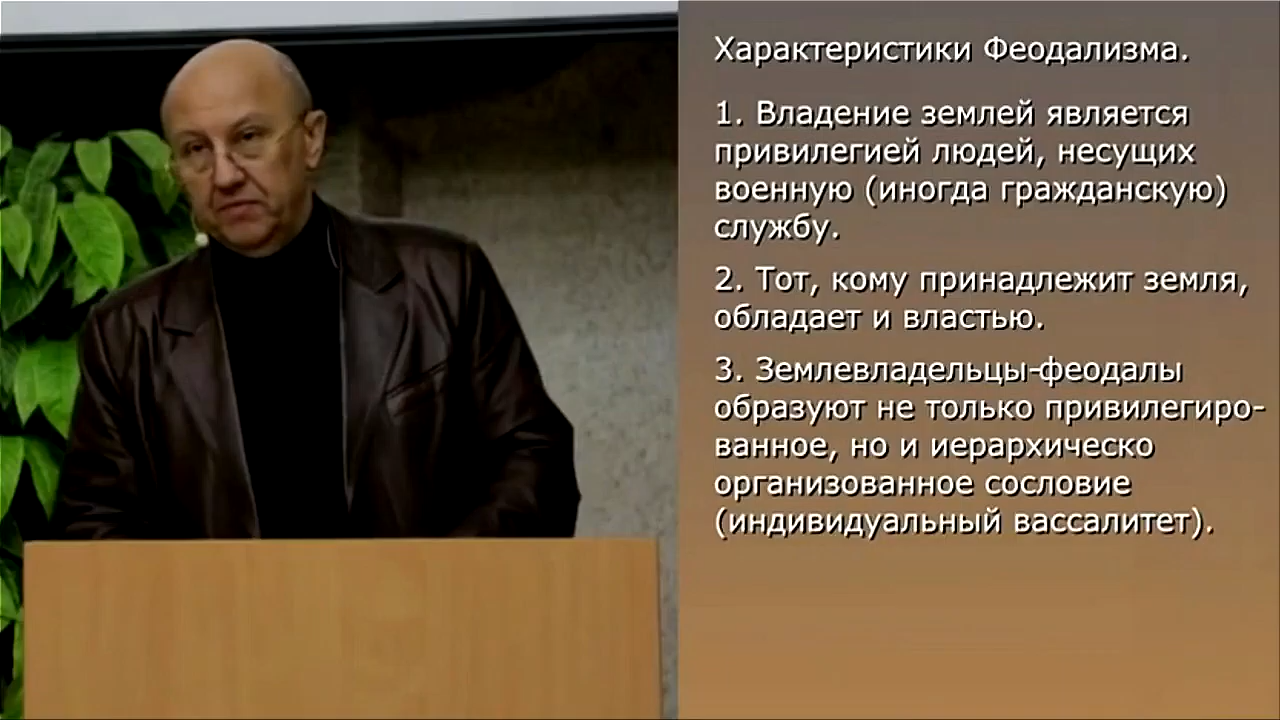 Характеристики Феодализма.
1. Владение землей является
привилегией людей, несущих
военную (иногда гражданскую)
службу.
2. Тот, кому принадлежит земля,
обладает и властью.
3. Землевладельцы-феодалы
образуют не только привилегиро-
ванное, но и иерархическо
организованное сословие
(индивидуальный вассалитет).